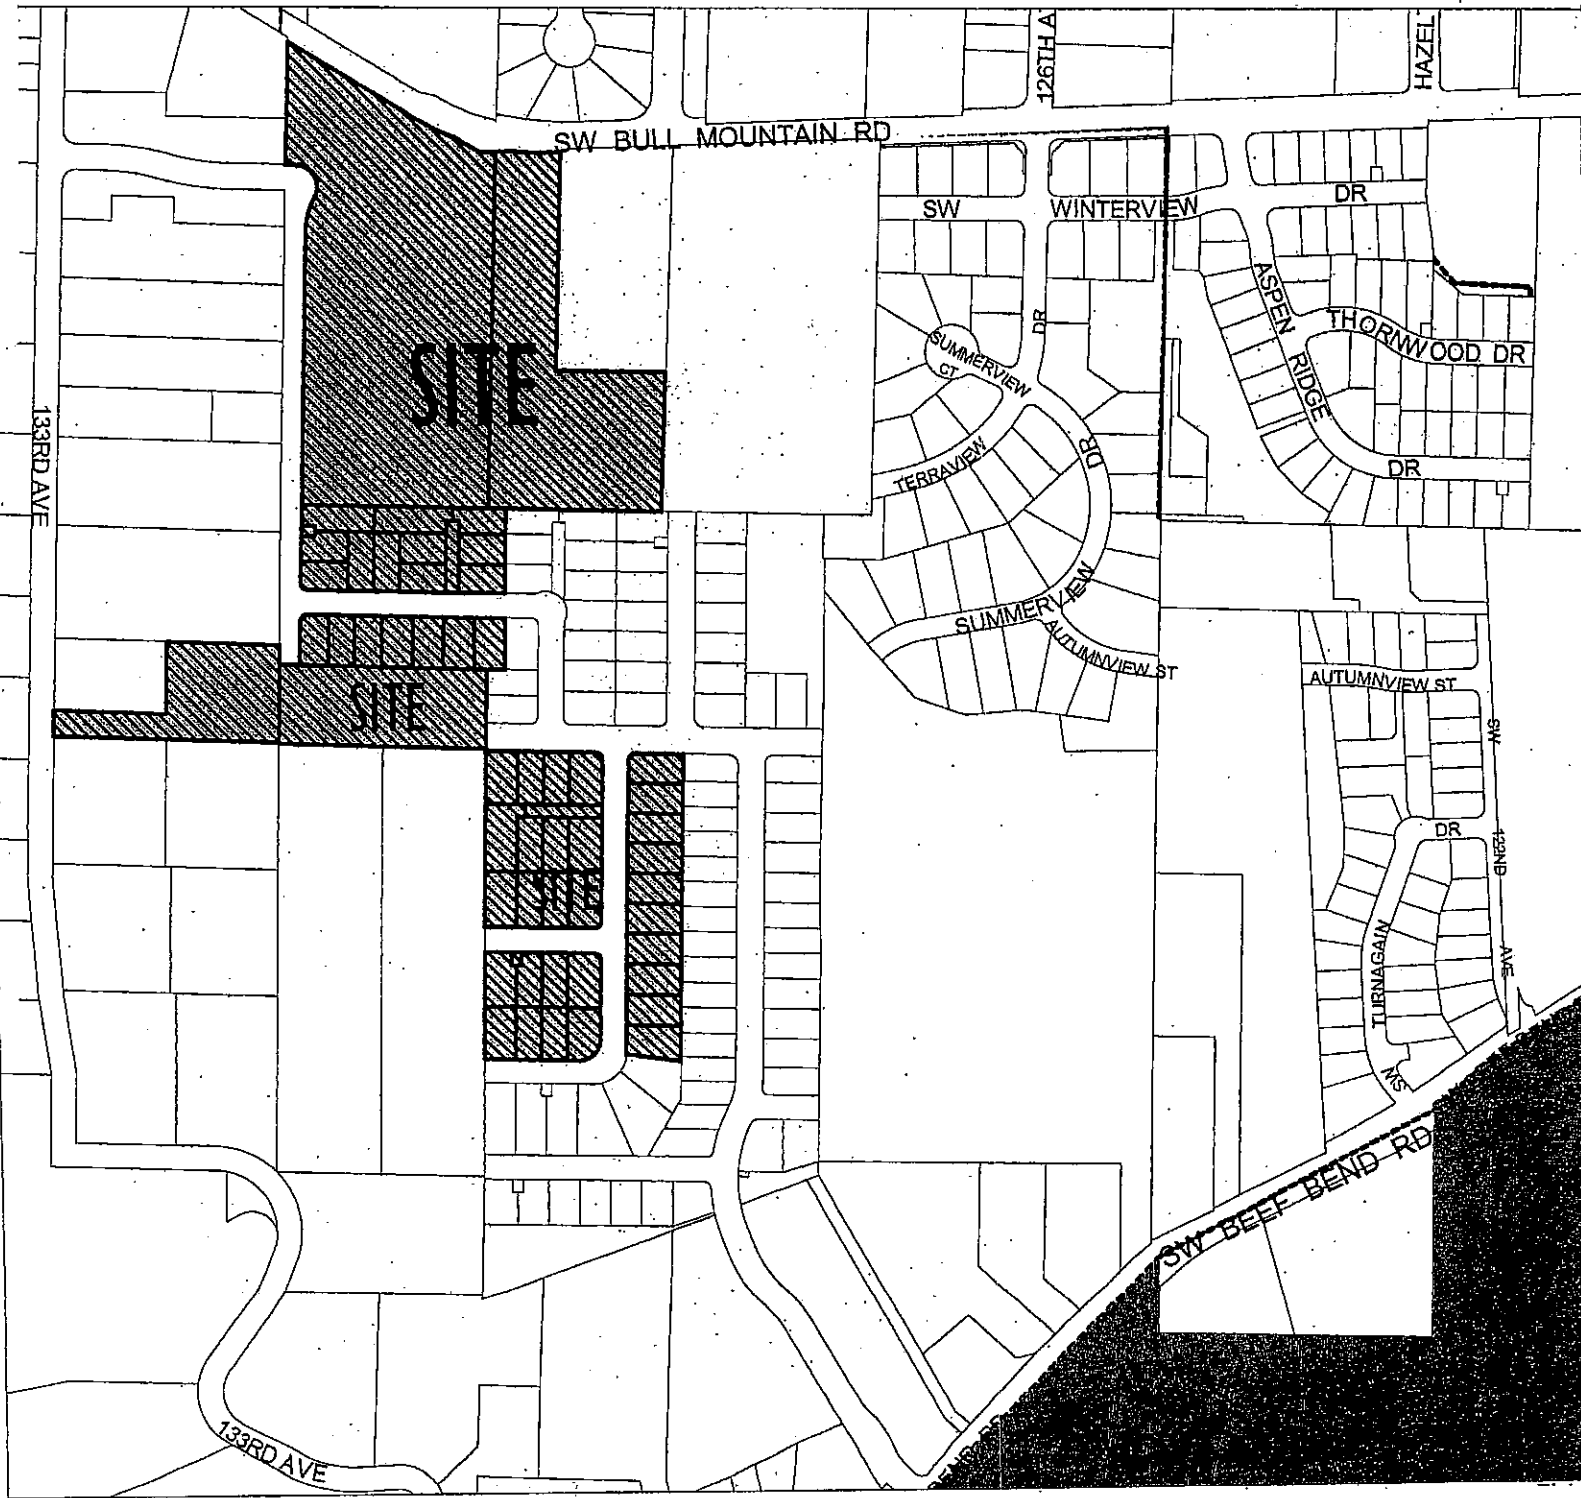 126TH A
HAZEL
SW BULL MOUNTAIN RD
SW WINTERVIEW DR
ASPEN RIDGE DR
THORNWOOD DR
DR
SUMMERVIEW CT
SITE
133RD AVE
TERRAVIEW
DR
SUMMERVIEW
AUTUMNVIEW ST
AUTUMNVIEW ST
SITE
SW 122ND AVE
DR
SITE
TURNAGAIN
SW
SW BEEF BEND RD
133RD AVE